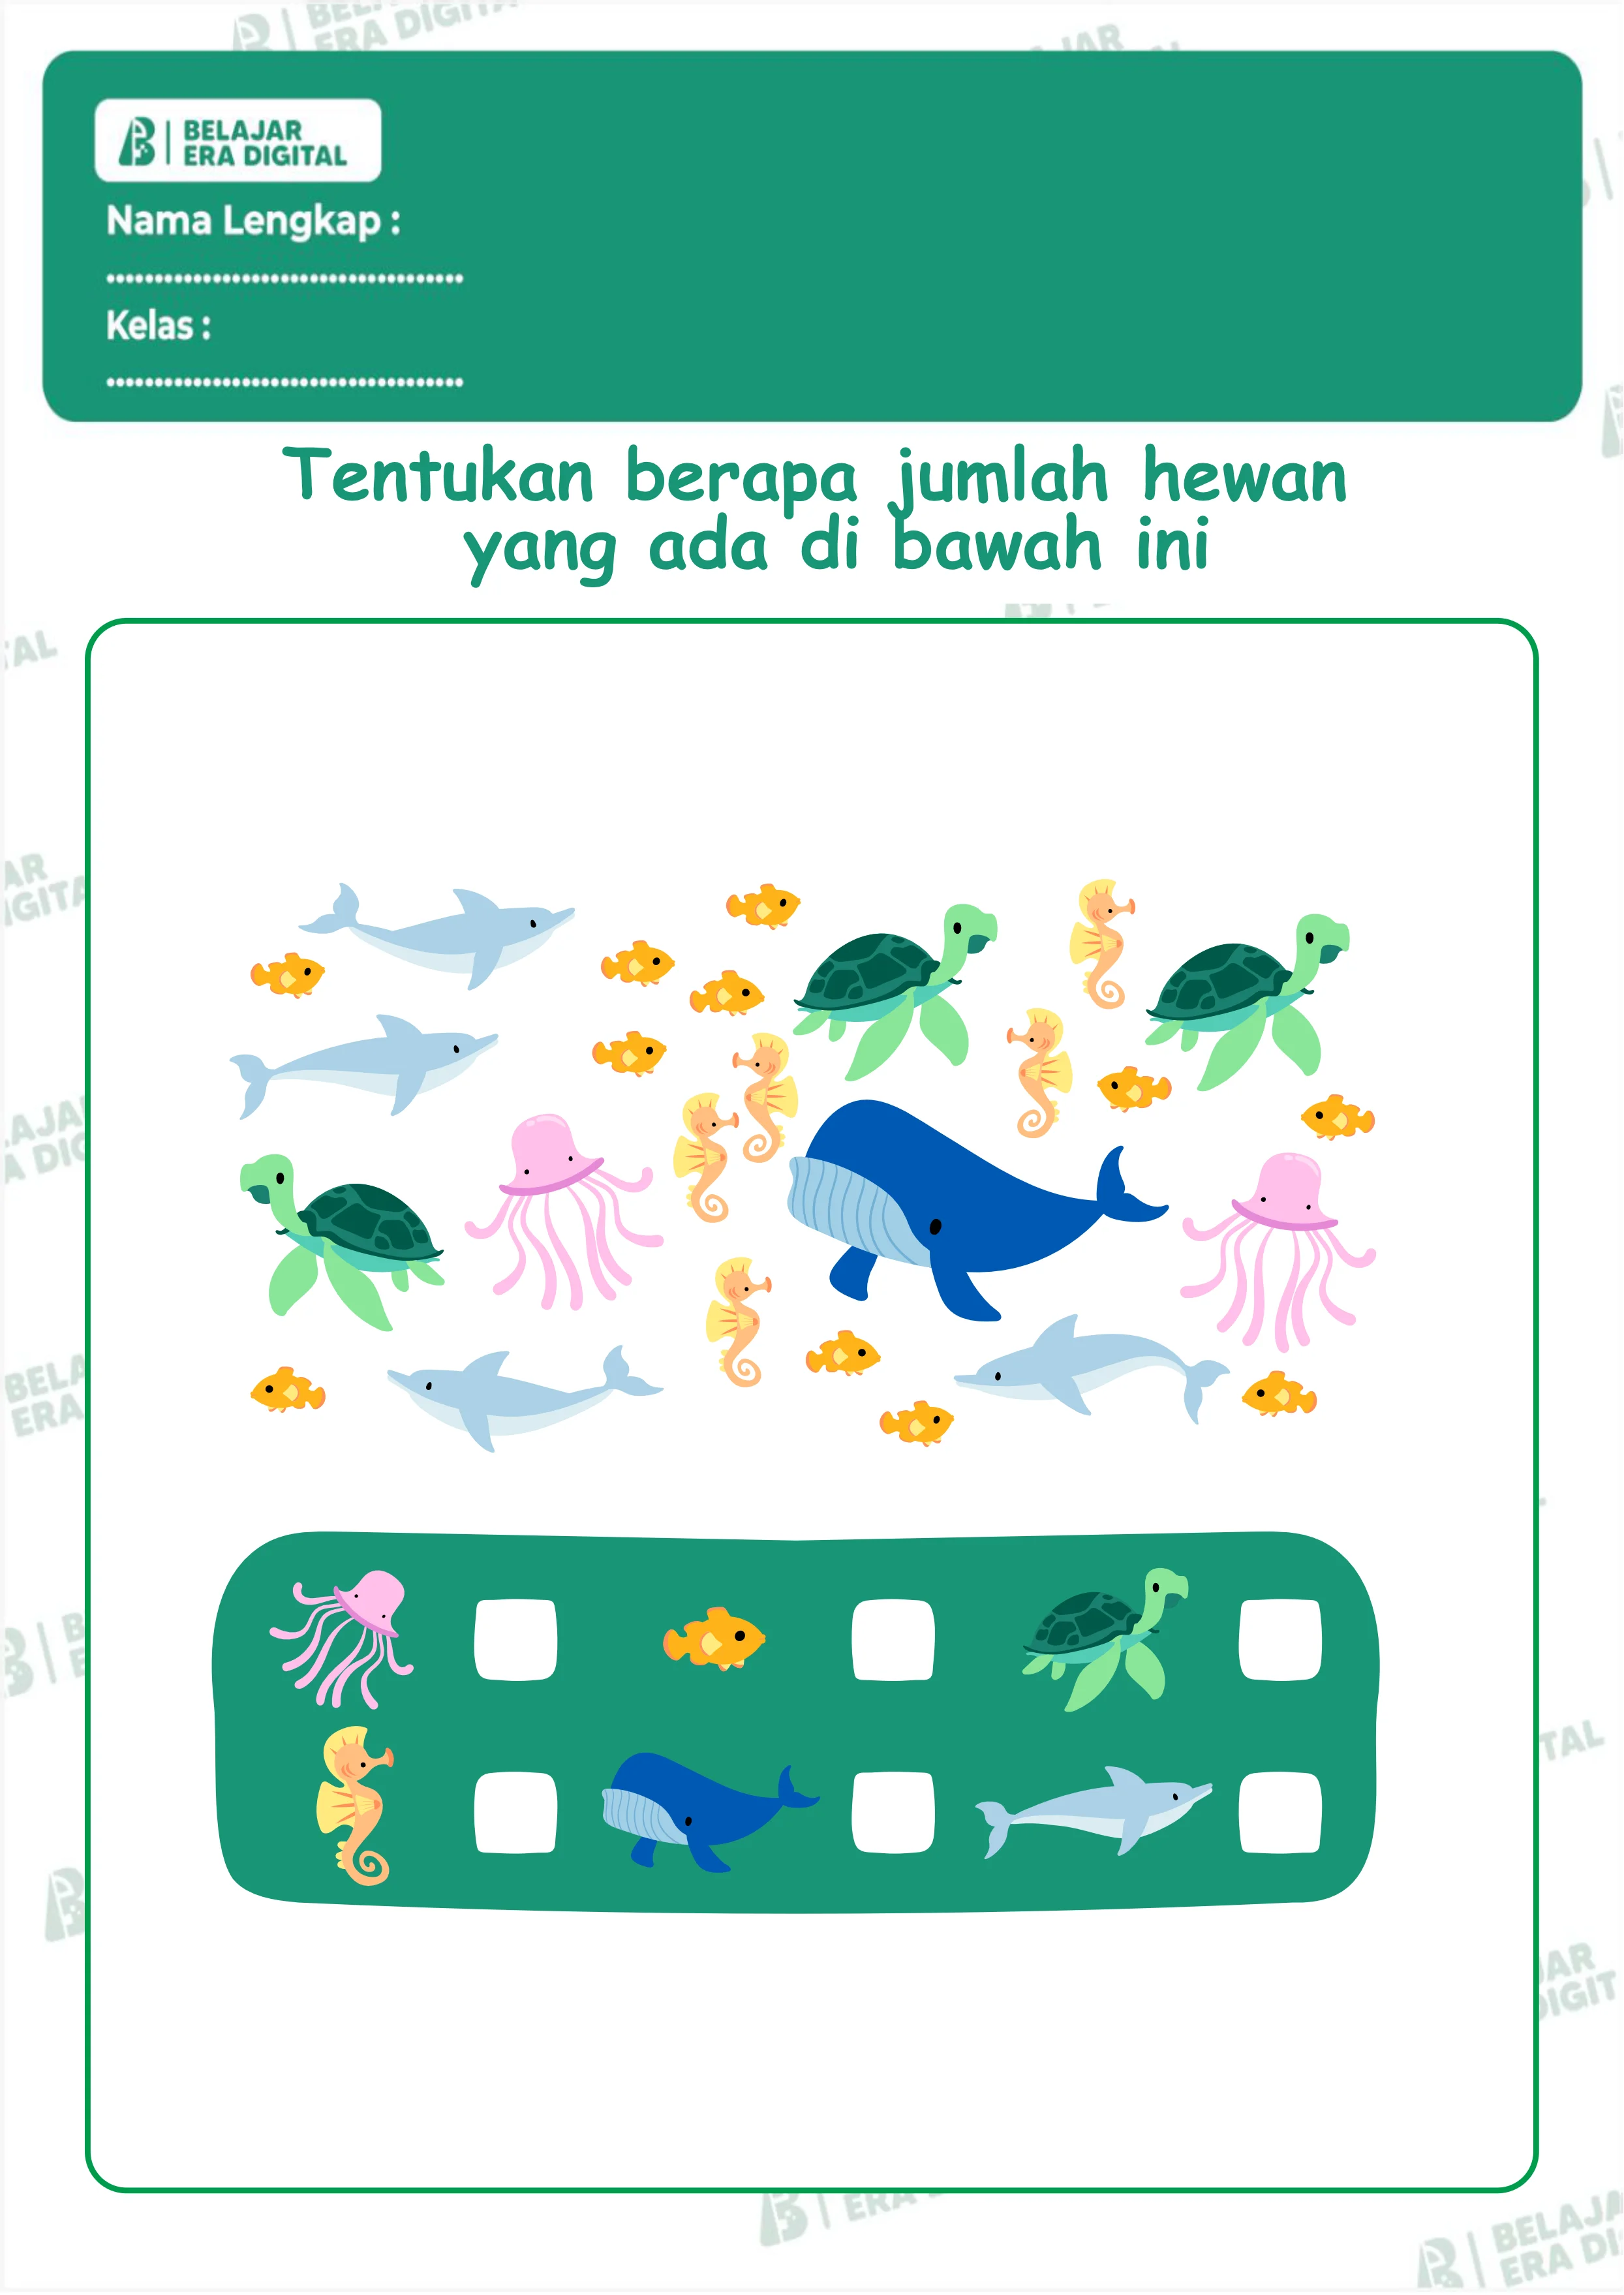 BELAJAR
ERA DIGITAL
Nama Lengkap :
.....................................
Kelas :
.....................................
Tentukan berapa jumlah hewan
yang ada di bawah ini